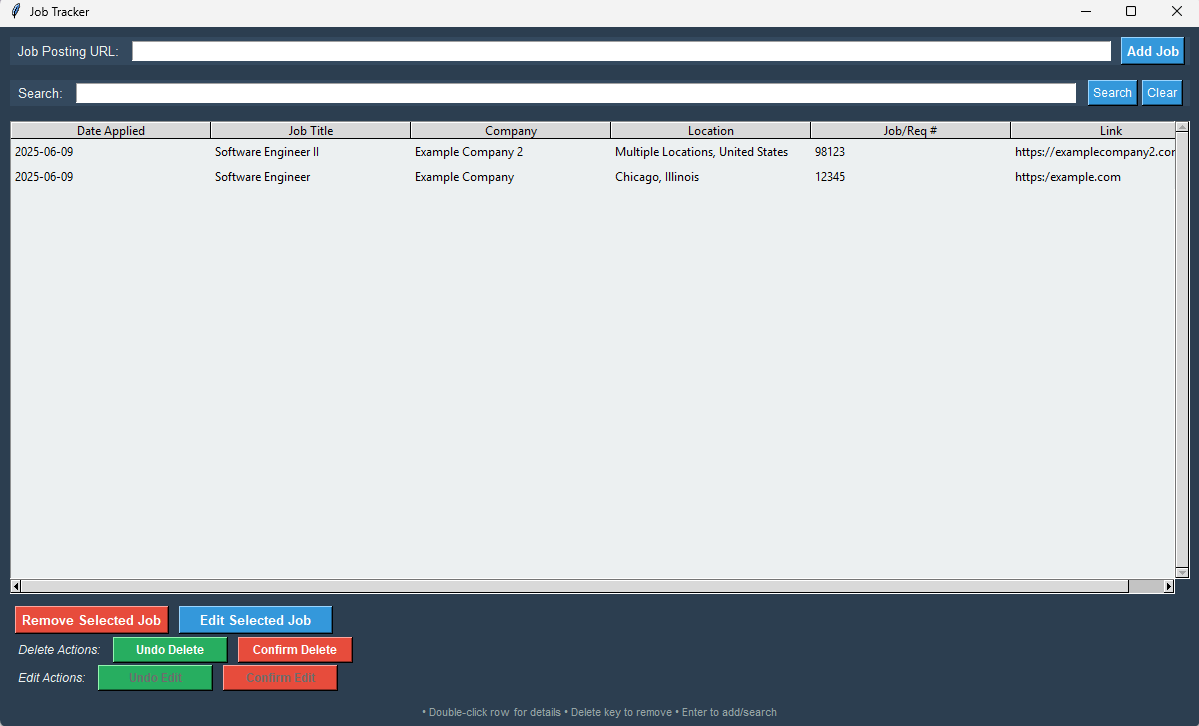 Job Tracker
Job Posting URL: Add Job
Search: Search Clear
Date Applied Job Title Company Location Job/Req # Link
2025-06-09 Software Engineer II Example Company 2 Multiple Locations, United States 98123 https://examplecompany2.com
2025-06-09 Software Engineer Example Company Chicago, Illinois 12345 https:/example.com
Remove Selected Job Edit Selected Job
Delete Actions: Undo Delete Confirm Delete
Edit Actions: Undo Edit Confirm Edit
• Double-click row for details • Delete key to remove • Enter to add/search